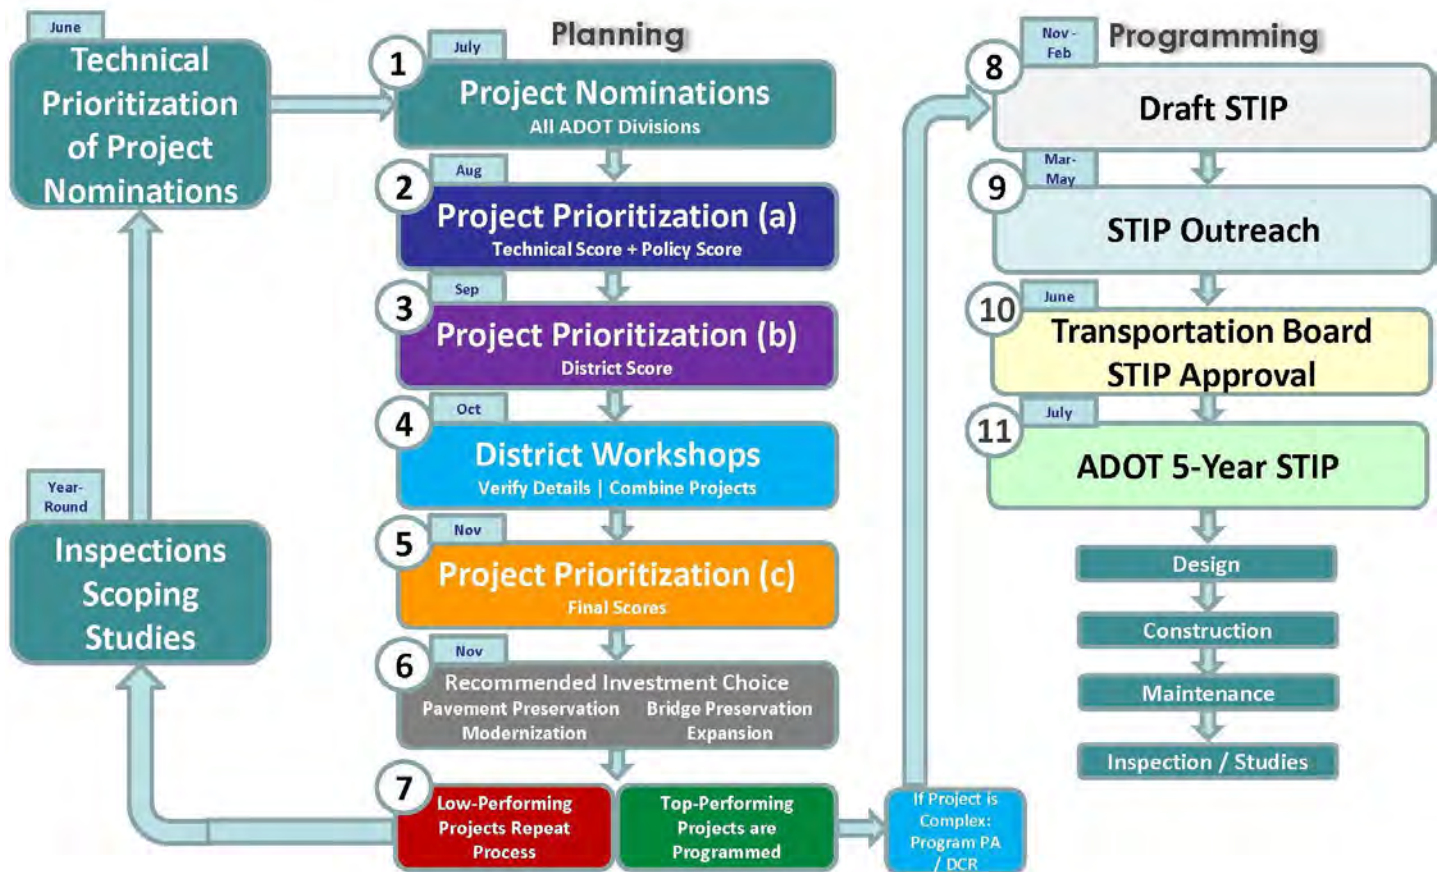 June
Technical
Prioritization
of Project
Nominations
Year-
Round
Inspections
Scoping
Studies
Planning
1
July
Project Nominations
All ADOT Divisions
2
Aug
Project Prioritization (a)
Technical Score + Policy Score
3
Sep
Project Prioritization (b)
District Score
4
Oct
District Workshops
Verify Details | Combine Projects
5
Nov
Project Prioritization (c)
Final Scores
6
Nov
Recommended Investment Choice
Pavement Preservation Bridge Preservation
Modernization Expansion
7
Low-Performing
Projects Repeat
Process
Top-Performing
Projects are
Programmed
If Project is
Complex:
Program PA
/ DCR
Programming
8
Nov -
Feb
Draft STIP
9
Mar-
May
STIP Outreach
10
June
Transportation Board
STIP Approval
11
July
ADOT 5-Year STIP
Design
Construction
Maintenance
Inspection / Studies